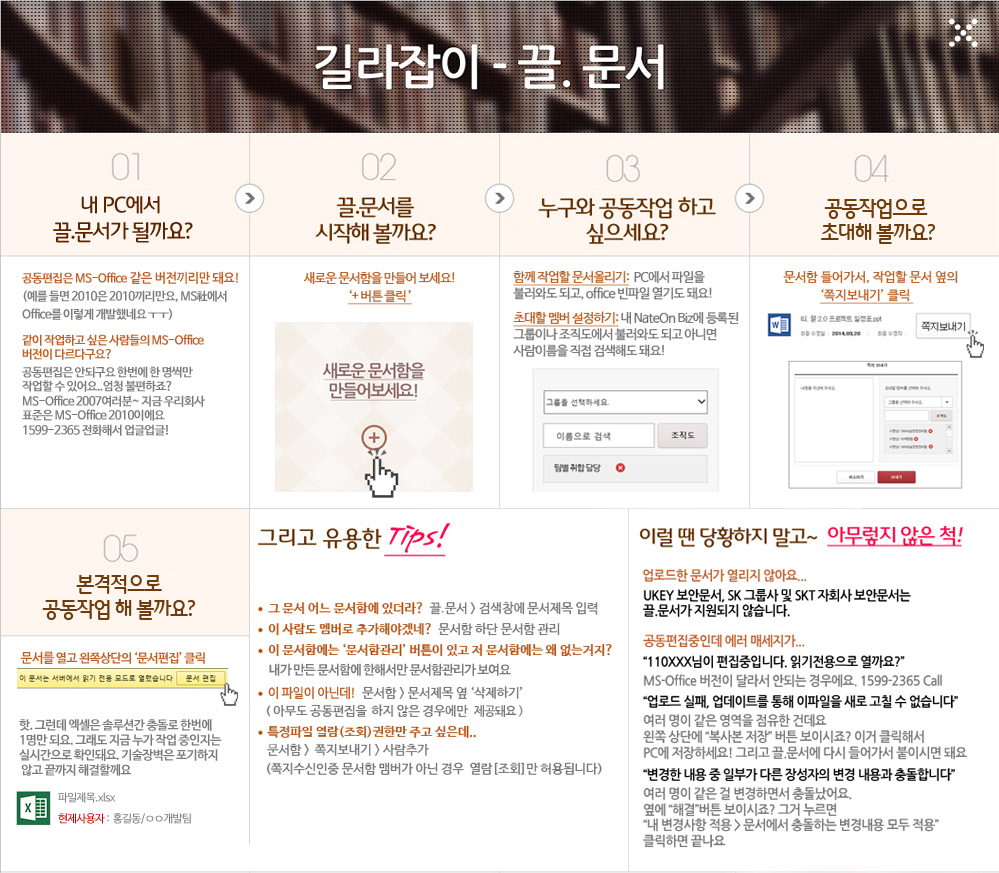 길라잡이 - 끌. 문서
01
내 PC에서
끌.문서가 될까요?
공동편집은 MS-Office 같은 버전끼리만 돼요!
(예를 들면 2010은 2010끼리만요, MS社에서
Office를 이렇게 개발했네요 ㅜㅜ)
같이 작업하고 싶은 사람들의 MS-Office
버전이 다르다구요?
공동편집은 안되구요 한번에 한 명씩만
작업할 수 있어요..엄청 불편하죠?
MS-Office 2007여러분~ 지금 우리회사
표준은 MS-Office 2010이에요
1599-2365 전화해서 업글업글!
02
끌.문서를
시작해 볼까요?
새로운 문서함을 만들어 보세요!
‘+ 버튼 클릭 ’
새로운 문서함을
만들어보세요!
03
누구와 공동작업 하고
싶으세요?
함께 작업할 문서올리기: PC에서 파일을
불러와도 되고, office 빈파일 열기도 돼요!
초대할 멤버 설정하기: 내 NateOn Biz에 등록된
그룹이나 조직도에서 불러와도 되고 아니면
사람이름을 직접 검색해도 돼요!
그룹을 선택하세요.
이름으로 검색 조직도
팀별 취합 담당
04
공동작업으로
초대해 볼까요?
문서함 들어가서, 작업할 문서 옆의
‘쪽지보내기’ 클릭
티. 끌 2.0 프로젝트 일정표.ppt
최종 수정일 : 2014.09.20 | 최종 수정자 :
쪽지보내기
쪽지 보내기
그룹을 선택해 주세요.
조직도
취소하기 보내기
05
본격적으로
공동작업 해 볼까요?
문서를 열고 왼쪽상단의 ‘문서편집’ 클릭
이 문서는 서버에서 읽기 전용 모드로 열렸습니다 문서 편집
핫. 그런데 엑셀은 솔루션간 충돌로 한번에
1명만 되요. 그래도 지금 누가 작업 중인지는
실시간으로 확인돼요. 기술장벽은 포기하지
않고 끝까지 해결할께요
파일제목.xlsx
현제사용자 : 홍길동/ㅇㅇ개발팀
그리고 유용한 Tips!
• 그 문서 어느 문서함에 있더라? 끌.문서 > 검색창에 문서제목 입력
• 이 사람도 멤버로 추가해야겠네? 문서함 하단 문서함 관리
• 이 문서함에는 ‘문서함관리’ 버튼이 있고 저 문서함에는 왜 없는거지?
내가 만든 문서함에 한해서만 문서함관리가 보여요
• 이 파일이 아닌데! 문서함 > 문서제목 옆 ‘삭제하기’
( 아무도 공동편집을 하지 않은 경우에만 제공돼요 )
• 특정파일 열람(조회)권한만 주고 싶은데..
문서함 > 쪽지보내기 > 사람추가
(쪽지수신인중 문서함 맴버가 아닌 경우 열람[조회]만 허용됩니다)
이럴 땐 당황하지 말고~ 아무렇지 않은 척!
업로드한 문서가 열리지 않아요...
UKEY 보안문서, SK 그룹사 및 SKT 자회사 보안문서는
끌.문서가 지원되지 않습니다.
공동편집중인데 에러 매세지가...
“110XXX님이 편집중입니다. 읽기전용으로 열까요?”
MS-Office 버전이 달라서 안되는 경우에요. 1599-2365 Call
“업로드 실패, 업데이트를 통해 이파일을 새로 고칠 수 없습니다”
여러 명이 같은 영역을 점유한 건데요
왼쪽 상단에 “복사본 저장” 버튼 보이시죠? 이거 클릭해서
PC에 저장하세요! 그리고 끌.문서에 다시 들어가서 붙이시면 돼요
“변경한 내용 중 일부가 다른 장성자의 변경 내용과 충돌합니다”
여러 명이 같은 걸 변경하면서 충돌났어요.
옆에 “해결”버튼 보이시죠? 그거 누르면
“내 변경사항 적용 > 문서에서 충돌하는 변경내용 모두 적용”
클릭하면 끝나요